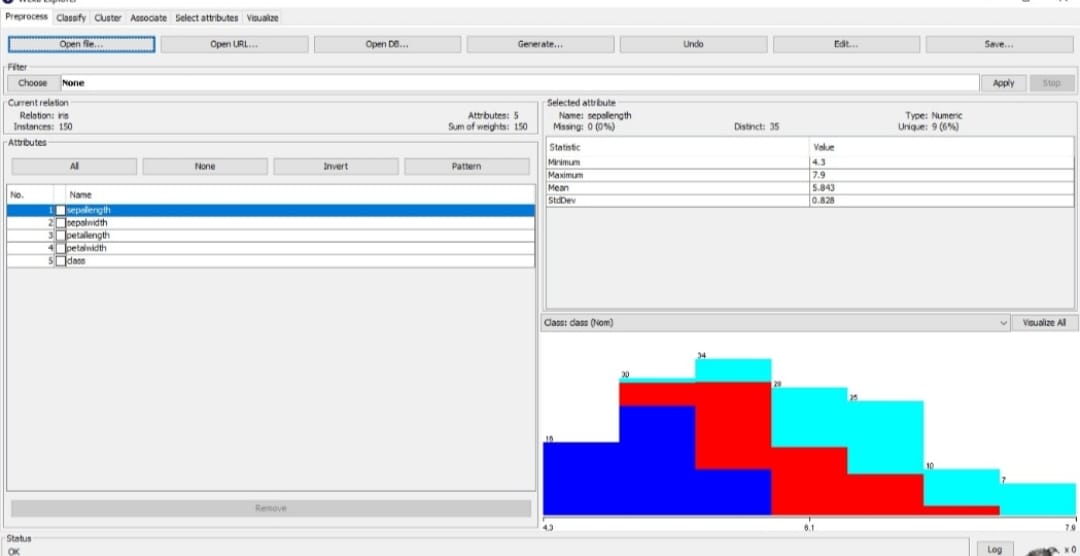 Preprocess Classify Cluster Associate Select attributes Visualize
Open file... Open URL... Open DB... Generate... Undo Edit... Save...
Filter
Choose None Apply Stop
Current relation
Relation: iris Attributes: 5
Instances: 150 Sum of weights: 150
Selected attribute
Name: sepallength Type: Numeric
Missing: 0 (0%) Distinct: 35 Unique: 9 (6%)
Attributes
All None Invert Pattern
No. Name
1 sepallength
2 sepalwidth
3 petallength
4 petalwidth
5 class
Remove
Statistic Value
Minimum 4.3
Maximum 7.9
Mean 5.843
StdDev 0.828
Class: class (Nom) Visualize All
34
30
28
25
16
10
7
4.3 6.1 7.9
Status
OK Log x 0